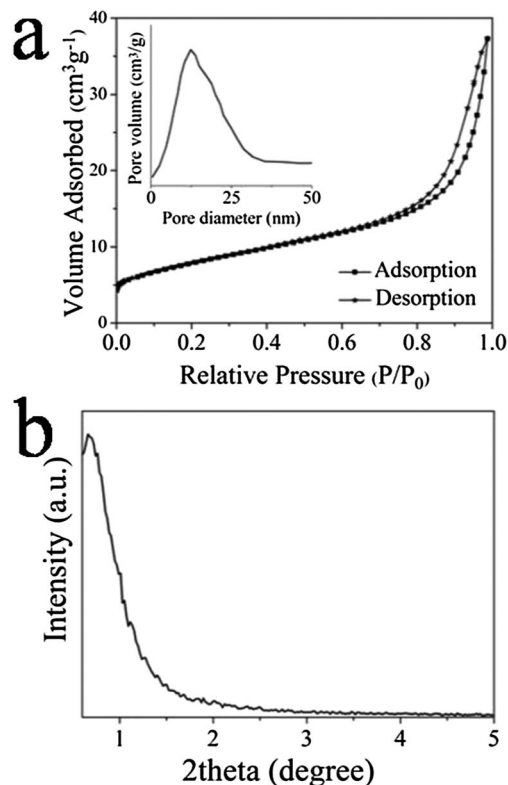 a
Volume Adsorbed (cm³g⁻¹)
40
30
20
10
0
Pore volume (cm³/g)
0
25
50
Pore diameter (nm)
Adsorption
Desorption
0.0
0.2
0.4
0.6
0.8
1.0
Relative Pressure (P/P₀)
b
Intensity (a.u.)
1
2
3
4
5
2theta (degree)